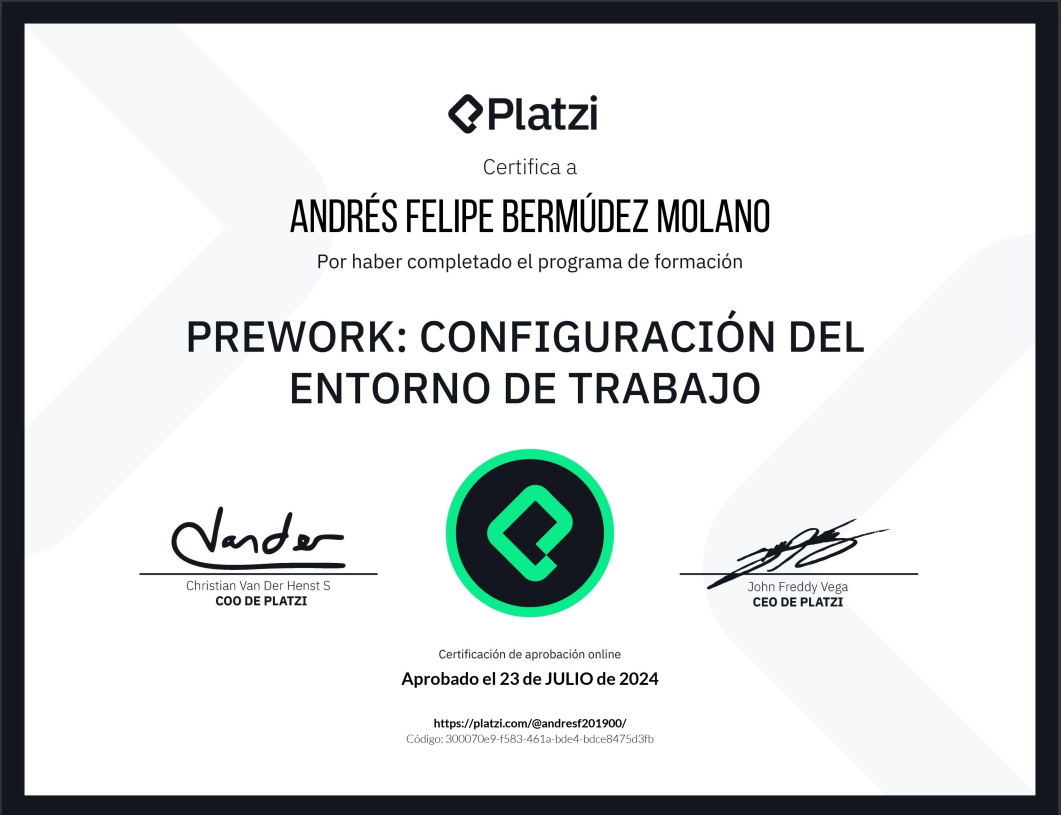 Platzi
Certifica a
ANDRÉS FELIPE BERMÚDEZ MOLANO
Por haber completado el programa de formación
PREWORK: CONFIGURACIÓN DEL
ENTORNO DE TRABAJO
Vander
Christian Van Der Henst S
COO DE PLATZI
John Freddy Vega
CEO DE PLATZI
Certificación de aprobación online
Aprobado el 23 de JULIO de 2024
https://platzi.com/@andresf201900/
Código: 300070e9-f583-461a-bde4-bdce8475d3fb